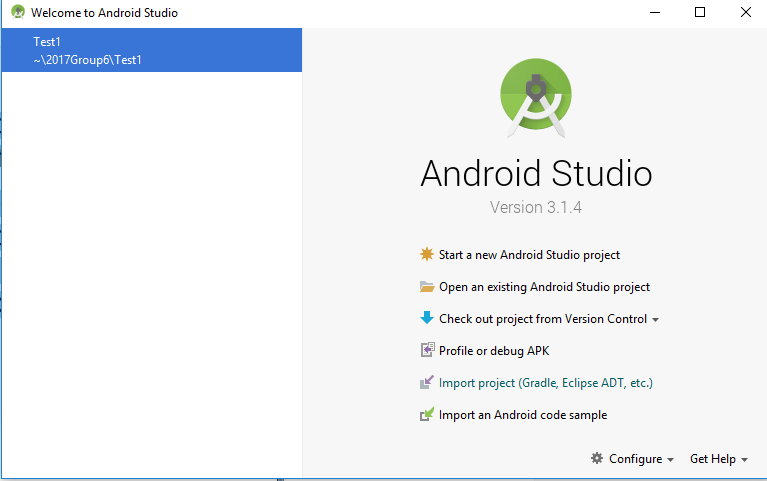 Welcome to Android Studio
Test1
~\2017Group6\Test1
Android Studio
Version 3.1.4
Start a new Android Studio project
Open an existing Android Studio project
Check out project from Version Control
Profile or debug APK
Import project (Gradle, Eclipse ADT, etc.)
Import an Android code sample
Configure Get Help